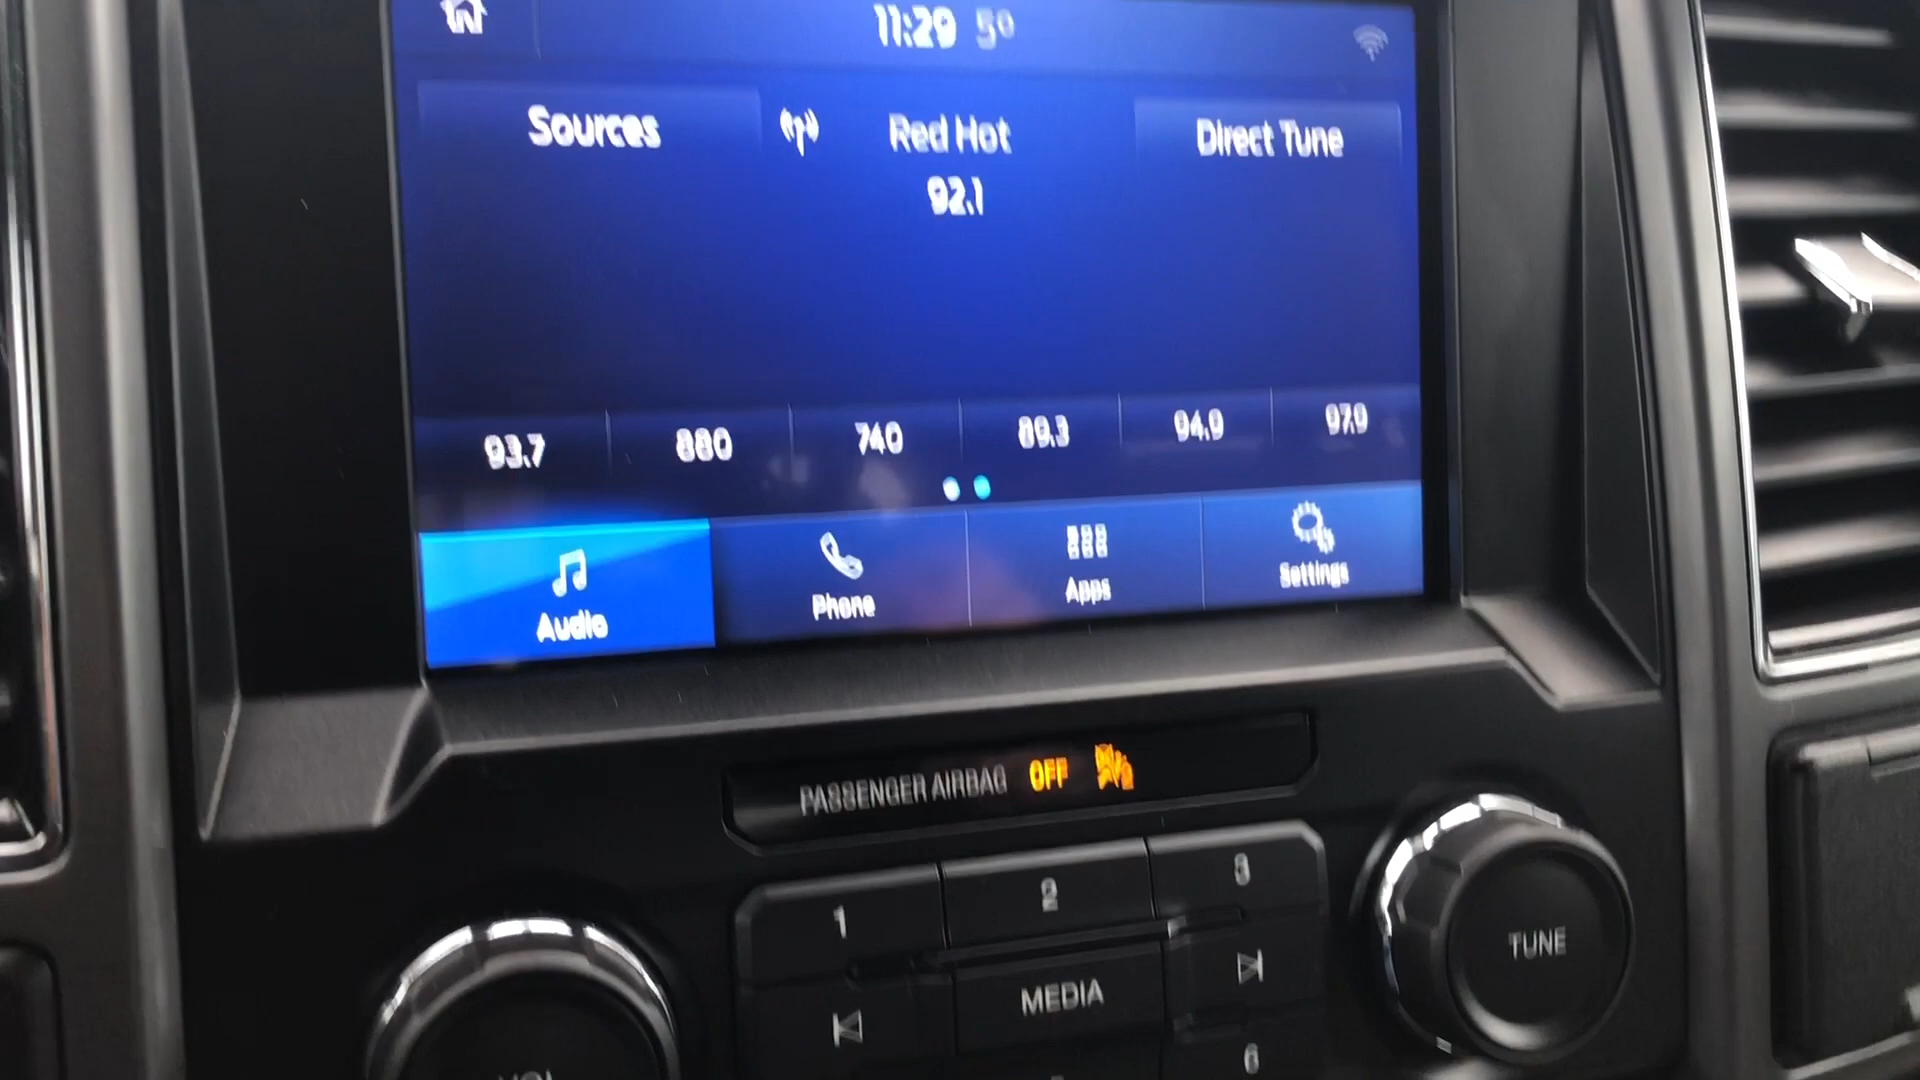 11:29 5°
Sources Red Hot Direct Tune
92.1
93.7 880 740 89.3 94.9 97.9
Audio Phone Apps Settings
PASSENGER AIRBAG OFF
1 2 3
MEDIA
TUNE
6